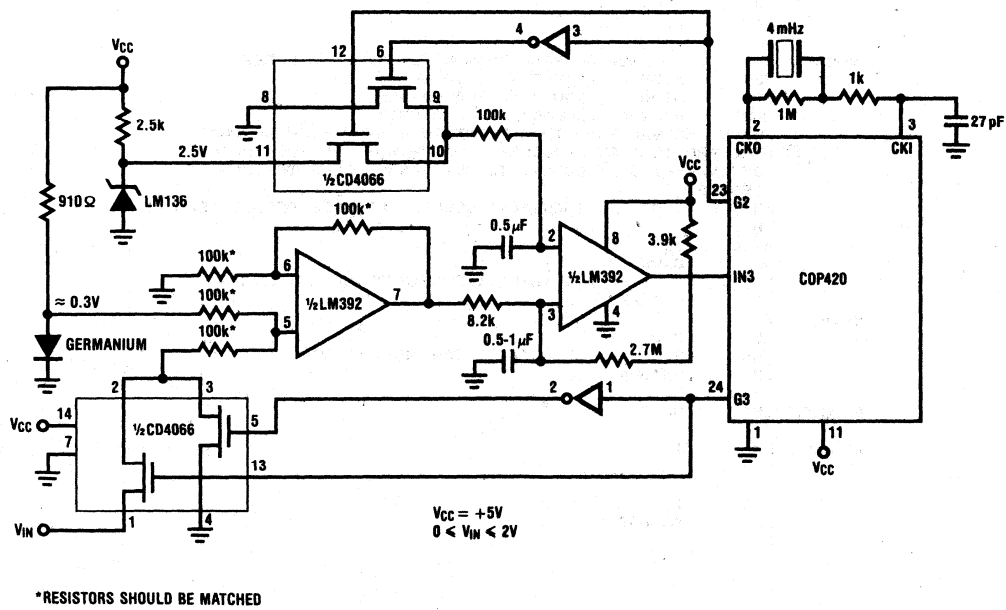 4 3
4 mHz
12 6
VCC
1k
8 9
1M
100k
27 pF
2.5k
2 3
CKO CKI
2.5V 11 10
½CD4066
VCC
23
G2
910Ω LM136
100k*
0.5μF 2 8
3.9k
100k* 6
½LM392
COP420
½LM392 7
IN3
≈ 0.3V 100k*
8.2k 3 4
100k* 5
GERMANIUM
0.5-1μF
2.7M
2 3
2 1
24
G3
VCC 14
½CD4066 5
7
1 11
13
VCC
VIN 1 4
VCC = +5V
0 ≤ VIN ≤ 2V
*RESISTORS SHOULD BE MATCHED